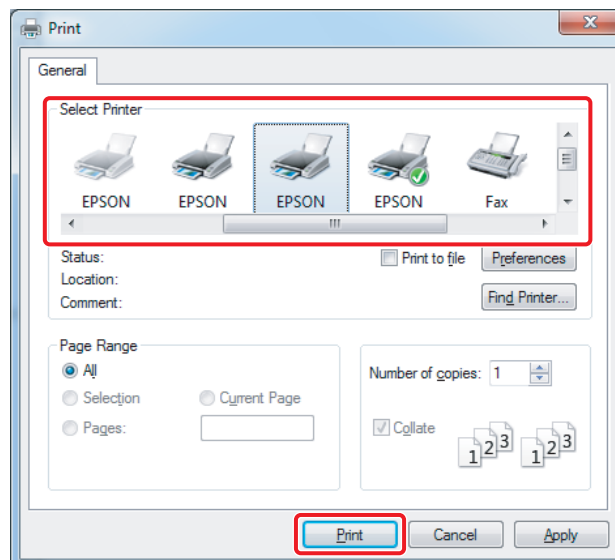 Print
General
Select Printer
EPSON EPSON EPSON EPSON Fax
Status: Print to file Preferences
Location:
Comment: Find Printer...
Page Range
All Number of copies: 1
Selection Current Page
Pages: Collate
1 2 3 1 2 3
Print Cancel Apply